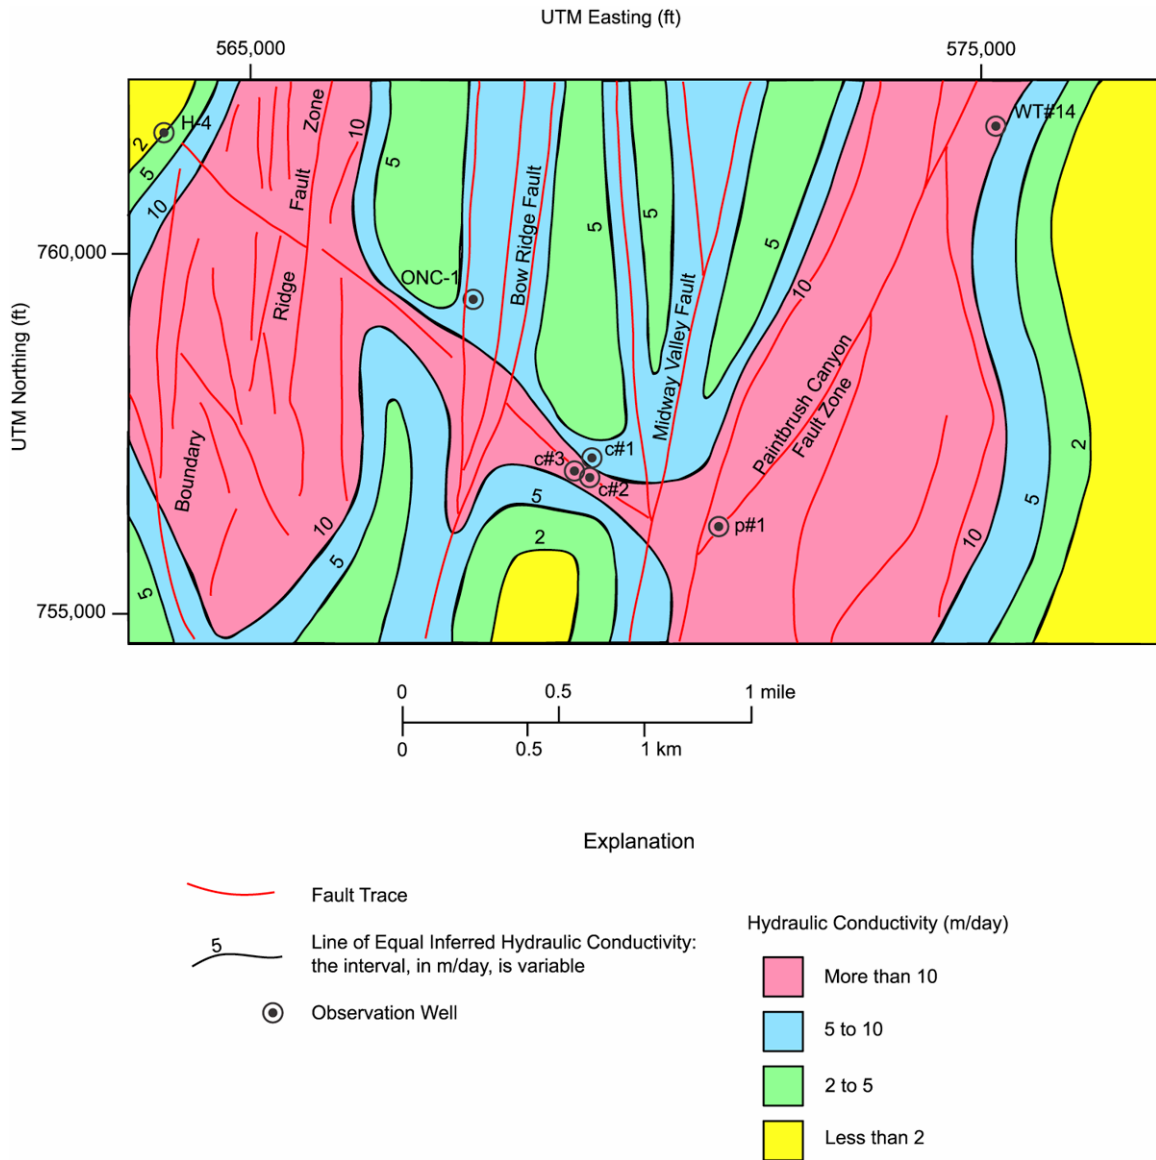 UTM Easting (ft)
565,000
575,000
UTM Northing (ft)
760,000
755,000
H-4
WT#14
2
5
10
Zone
Fault
Ridge
Boundary
10
5
ONC-1
Bow Ridge Fault
5
5
5
Midway Valley Fault
10
Paintbrush Canyon
Fault Zone
c#1
c#3
c#2
p#1
5
2
10
5
5
2
5
10
0 0.5 1 mile
0 0.5 1 km
Explanation
Fault Trace
5
Line of Equal Inferred Hydraulic Conductivity:
the interval, in m/day, is variable
Observation Well
Hydraulic Conductivity (m/day)
More than 10
5 to 10
2 to 5
Less than 2